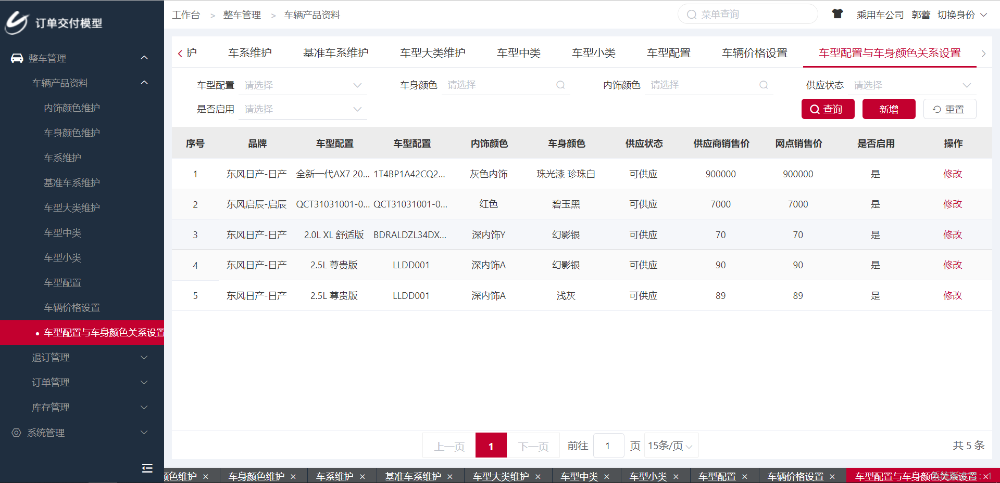 订单交付模型
整车管理
车辆产品资料
内饰颜色维护
车身颜色维护
车系维护
基准车系维护
车型大类维护
车型中类
车型小类
车型配置
车辆价格设置
车型配置与车身颜色关系设置
退订管理
订单管理
库存管理
系统管理
工作台 > 整车管理 > 车辆产品资料
菜单查询
乘用车公司 郭蕾 切换身份
护 车系维护 基准车系维护 车型大类维护 车型中类 车型小类 车型配置 车辆价格设置 车型配置与车身颜色关系设置
车型配置 请选择 车身颜色 请选择 内饰颜色 请选择 供应状态 请选择
是否启用 请选择 查询 新增 重置
序号 品牌 车型配置 车型配置 内饰颜色 车身颜色 供应状态 供应商销售价 网点销售价 是否启用 操作
1 东风日产-日产 全新一代AX7 20... 1T4BP1A42CQ2... 灰色内饰 珠光漆 珍珠白 可供应 900000 900000 是 修改
2 东风启辰-启辰 QCT31031001-0... QCT31031001-0... 红色 碧玉黑 可供应 7000 7000 是 修改
3 东风日产-日产 2.0L XL 舒适版 BDRALDZL34DX... 深内饰Y 幻影银 可供应 70 70 是 修改
4 东风日产-日产 2.5L 尊贵版 LLDD001 深内饰A 幻影银 可供应 90 90 是 修改
5 东风日产-日产 2.5L 尊贵版 LLDD001 深内饰A 浅灰 可供应 89 89 是 修改
上一页 1 下一页 前往 1 页 15条/页 共 5 条
颜色维护 × 车身颜色维护 × 车系维护 × 基准车系维护 × 车型大类维护 × 车型中类 × 车型小类 × 车型配置 × 车辆价格设置 × 车型配置与车身颜色关系设置 ×